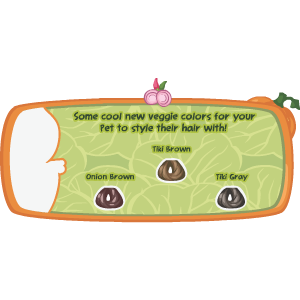 Some cool new veggie colors for your
Pet to style their hair with!
Tiki Brown
Onion Brown
Tiki Gray